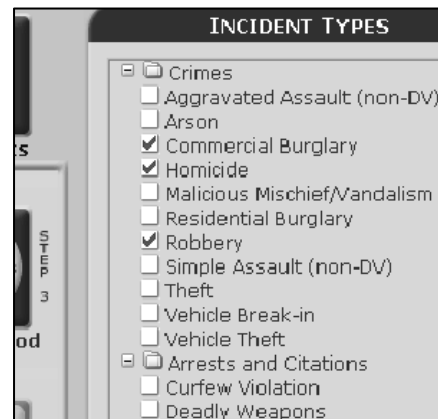 INCIDENT TYPES
Crimes
Aggravated Assault (non-DV)
Arson
Commercial Burglary
Homicide
Malicious Mischief/Vandalism
Residential Burglary
Robbery
Simple Assault (non-DV)
Theft
Vehicle Break-in
Vehicle Theft
Arrests and Citations
Curfew Violation
Deadly Weapons
STEP 3
od